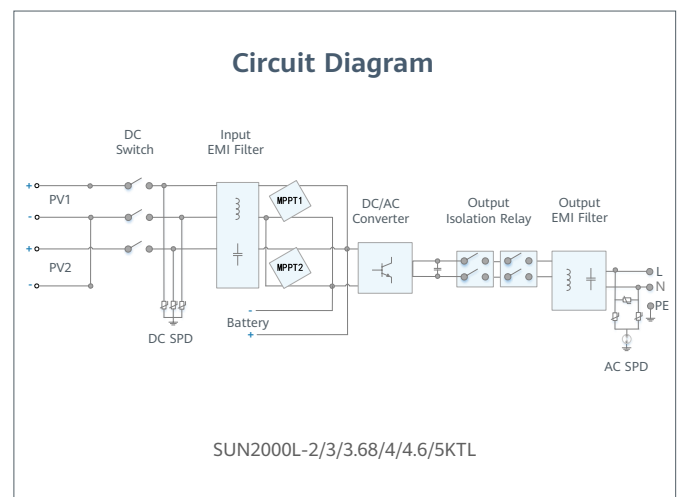 Circuit Diagram
DC
Switch
Input
EMI Filter
+
PV1
-
+
PV2
-
MPPT1
MPPT2
DC/AC
Converter
Output
Isolation Relay
Output
EMI Filter
L
N
PE
-
Battery
+
DC SPD
AC SPD
SUN2000L-2/3/3.68/4/4.6/5KTL